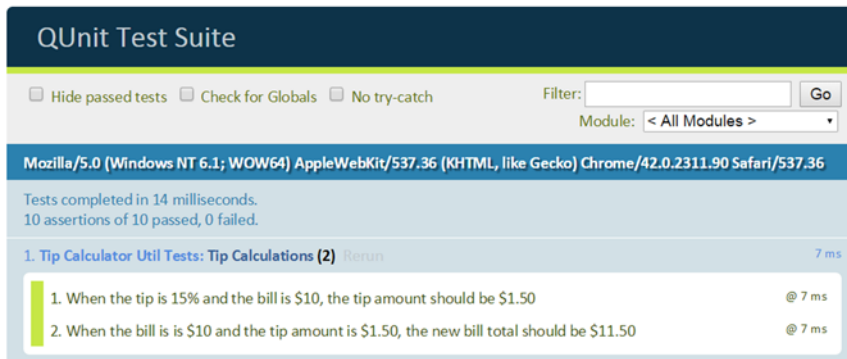 QUnit Test Suite
Hide passed tests Check for Globals No try-catch Filter: Go
Module: < All Modules >
Mozilla/5.0 (Windows NT 6.1; WOW64) AppleWebKit/537.36 (KHTML, like Gecko) Chrome/42.0.2311.90 Safari/537.36
Tests completed in 14 milliseconds.
10 assertions of 10 passed, 0 failed.
1. Tip Calculator Util Tests: Tip Calculations (2) Rerun 7 ms
1. When the tip is 15% and the bill is $10, the tip amount should be $1.50 @ 7 ms
2. When the bill is is $10 and the tip amount is $1.50, the new bill total should be $11.50 @ 7 ms